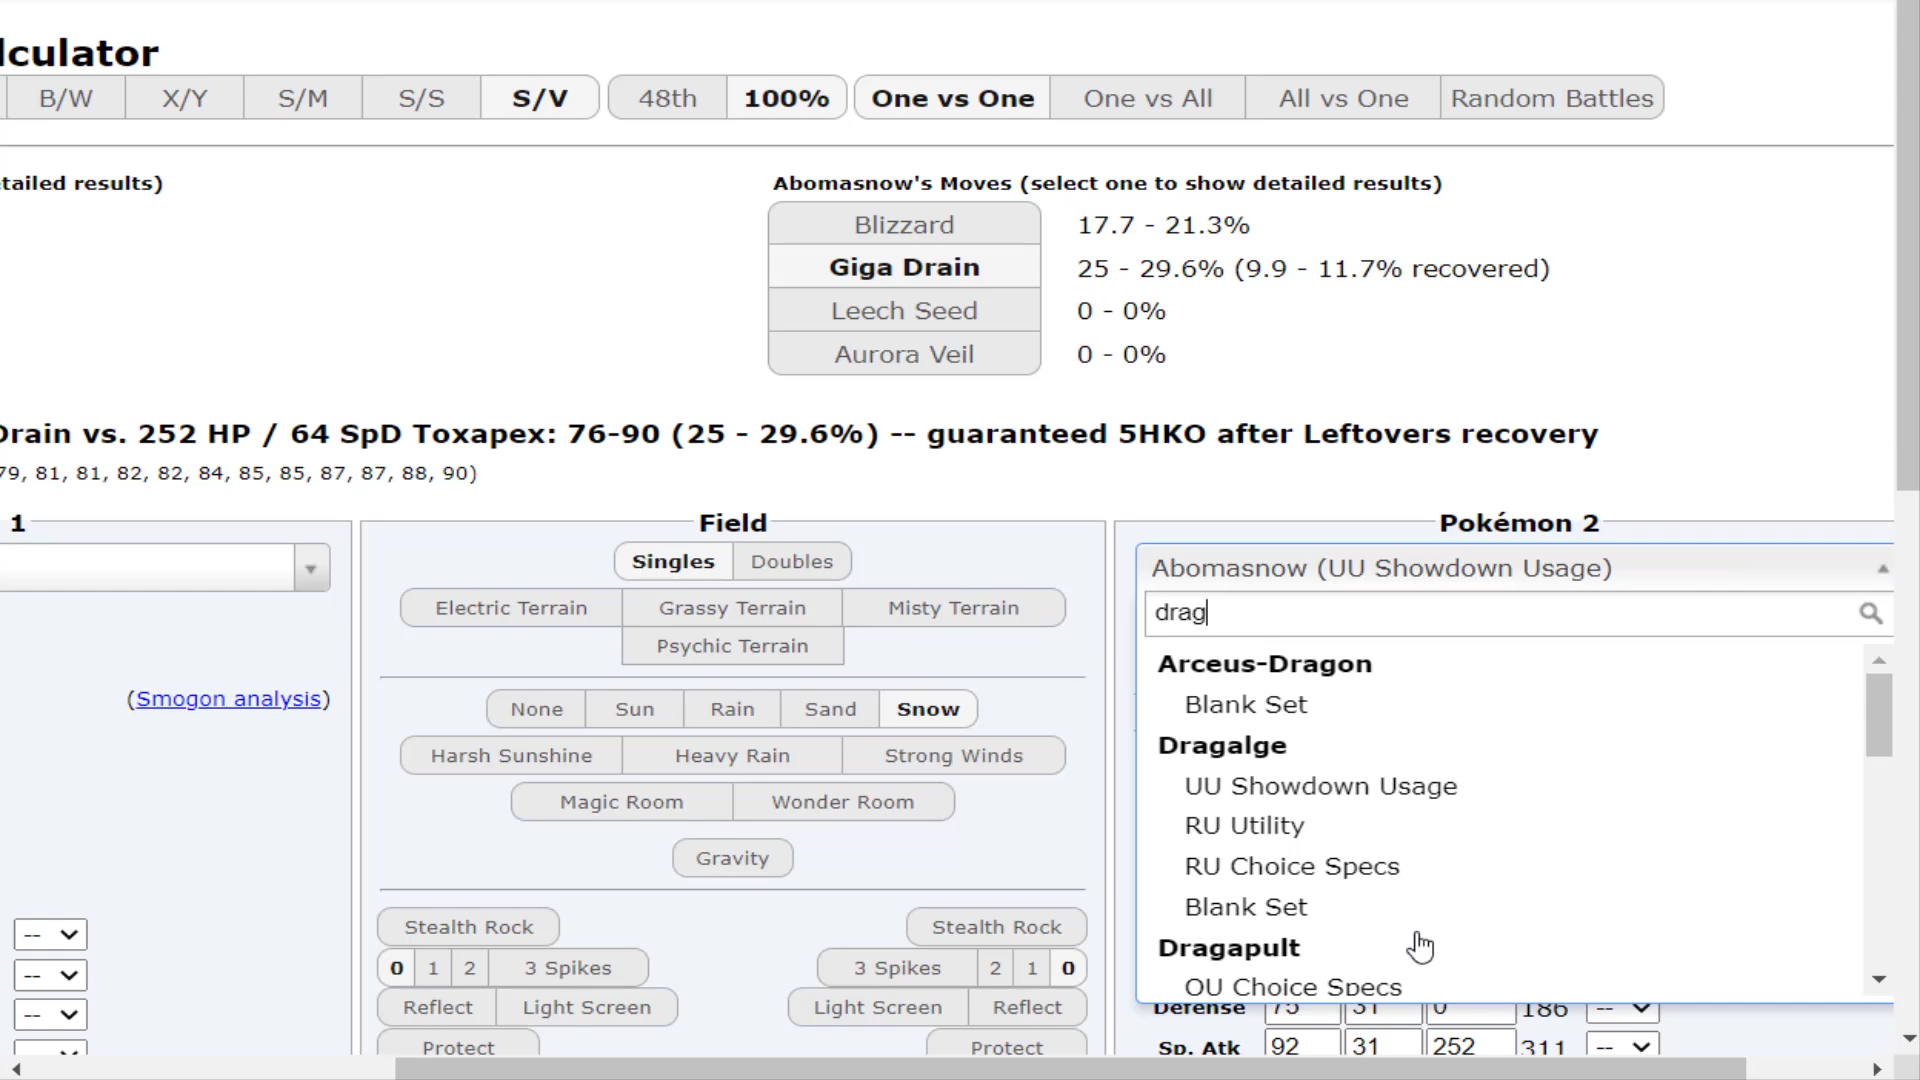 lculator
B/W X/Y S/M S/S S/V 48th 100% One vs One One vs All All vs One Random Battles
tailed results)
Abomasnow's Moves (select one to show detailed results)
Blizzard 17.7 - 21.3%
Giga Drain 25 - 29.6% (9.9 - 11.7% recovered)
Leech Seed 0 - 0%
Aurora Veil 0 - 0%
Drain vs. 252 HP / 64 SpD Toxapex: 76-90 (25 - 29.6%) -- guaranteed 5HKO after Leftovers recovery
79, 81, 81, 82, 82, 84, 85, 85, 87, 87, 88, 90)
1
Field
Pokémon 2
Singles Doubles
Electric Terrain Grassy Terrain Misty Terrain
Psychic Terrain
(Smogon analysis)
None Sun Rain Sand Snow
Harsh Sunshine Heavy Rain Strong Winds
Magic Room Wonder Room
Gravity
Stealth Rock Stealth Rock
0 1 2 3 Spikes 3 Spikes 2 1 0
Reflect Light Screen Light Screen Reflect
Protect Protect
--
--
--
Abomasnow (UU Showdown Usage)
drag
Arceus-Dragon
Blank Set
Dragalge
UU Showdown Usage
RU Utility
RU Choice Specs
Blank Set
Dragapult
OU Choice Specs
Defense 75 31 0 186 --
Sp. Atk 92 31 252 311 --